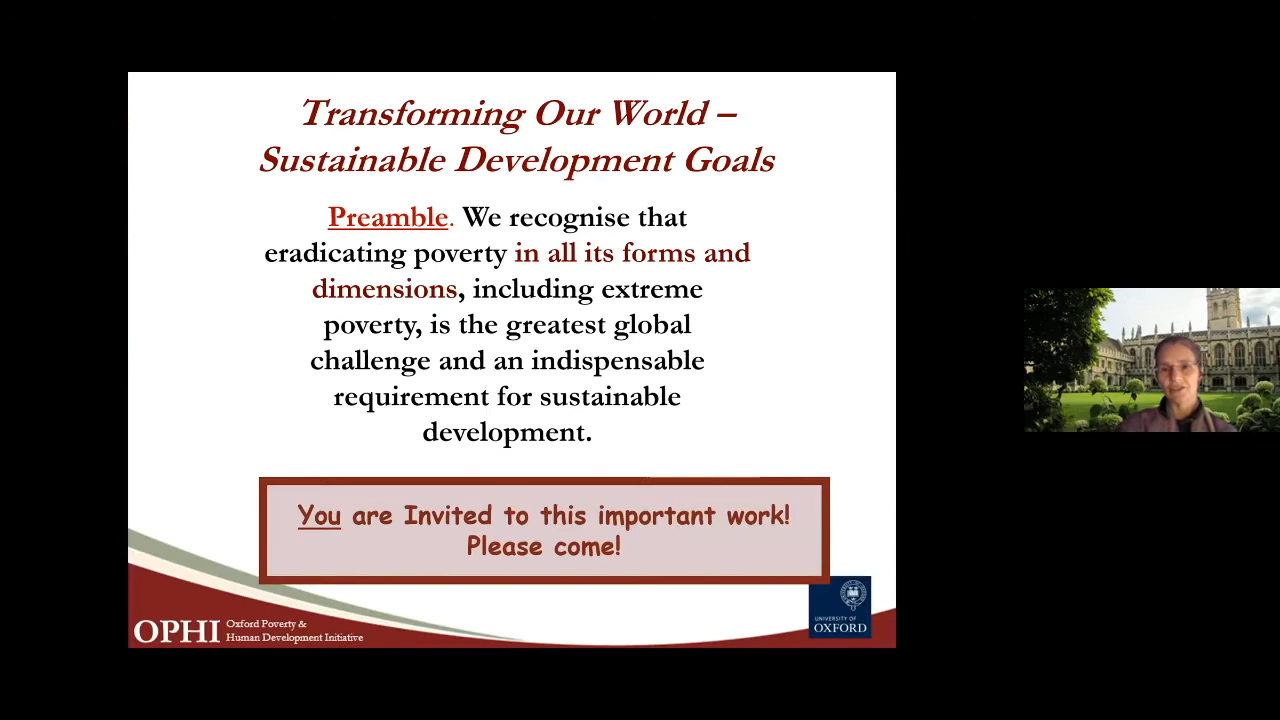 Transforming Our World –
Sustainable Development Goals
Preamble. We recognise that
eradicating poverty in all its forms and
dimensions, including extreme
poverty, is the greatest global
challenge and an indispensable
requirement for sustainable
development.
You are Invited to this important work!
Please come!
OPHI
Oxford Poverty &
Human Development Initiative
UNIVERSITY OF
OXFORD